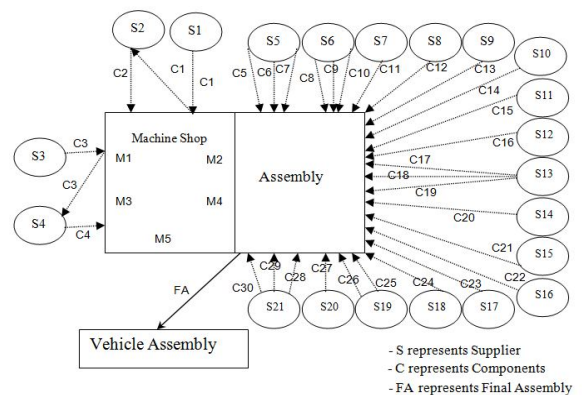 S2
S1
S5
S6
S7
S8
S9
S10
C2
C1
C1
C5
C6
C7
C8
C9
C10
C11
C12
C13
C14
C15
S11
C16
S12
S3
C3
C3
Machine Shop
M1
M2
M3
M4
M5
Assembly
C17
C18
C19
S13
C20
S14
S4
C4
C21
S15
C22
S16
FA
C30
C29
C28
C27
C26
C25
C24
C23
S21
S20
S19
S18
S17
Vehicle Assembly
- S represents Supplier
- C represents Components
- FA represents Final Assembly